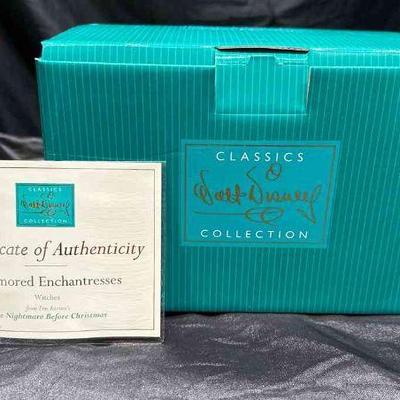 CLASSICS
Walt Disney
COLLECTION
CLASSICS
Walt Disney
COLLECTION
cate of Authenticity
mored Enchantresses
Witches
from Tim Burton's
e Nightmare Before Christmas